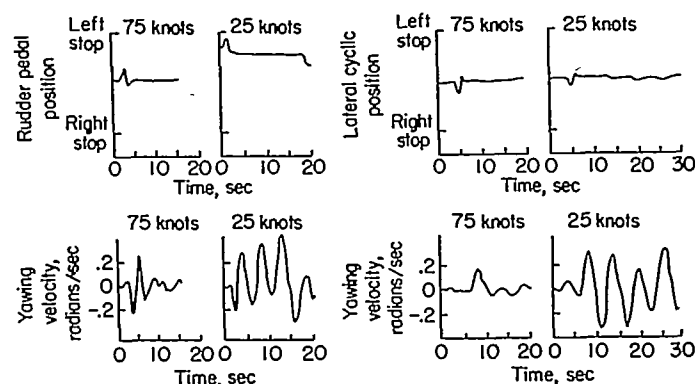 Rudder pedal
position
Left
stop
75 knots
25 knots
Right
stop
0 10 20
0 10 20
Time, sec
Lateral cyclic
position
Left
stop
75 knots
25 knots
Right
stop
0 10 20
0 10 20 30
Time, sec
Yawing
velocity,
radians/sec
75 knots
25 knots
.2
0
-.2
0 10 20
0 10 20
Time, sec
Yawing
velocity,
radians/sec
75 knots
25 knots
.2
0
-.2
0 10 20
0 10 20 30
Time, sec